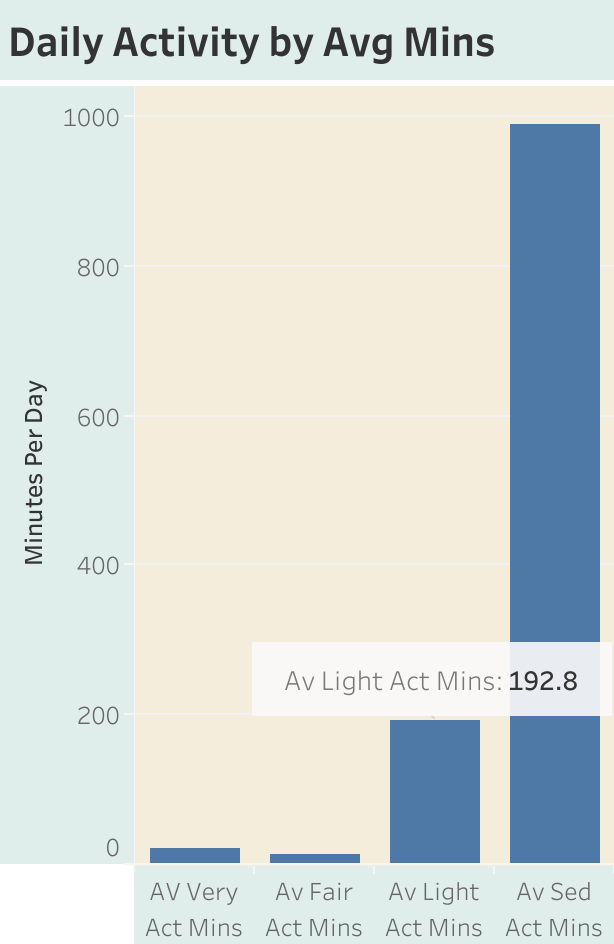 Daily Activity by Avg Mins
Minutes Per Day
1000
800
600
400
200
0
Av Light Act Mins: 192.8
AV Very Act Mins
Av Fair Act Mins
Av Light Act Mins
Av Sed Act Mins